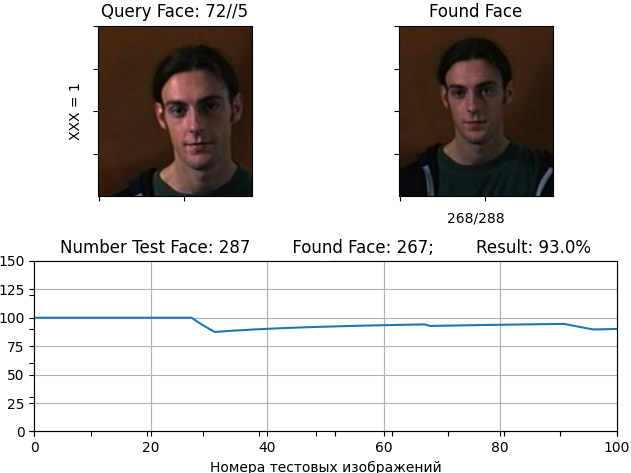 Query Face: 72//5
Found Face
XXX = 1
268/288
Number Test Face: 287 Found Face: 267; Result: 93.0%
150
125
100
75
50
25
0
0 20 40 60 80 100
Номера тестовых изображений